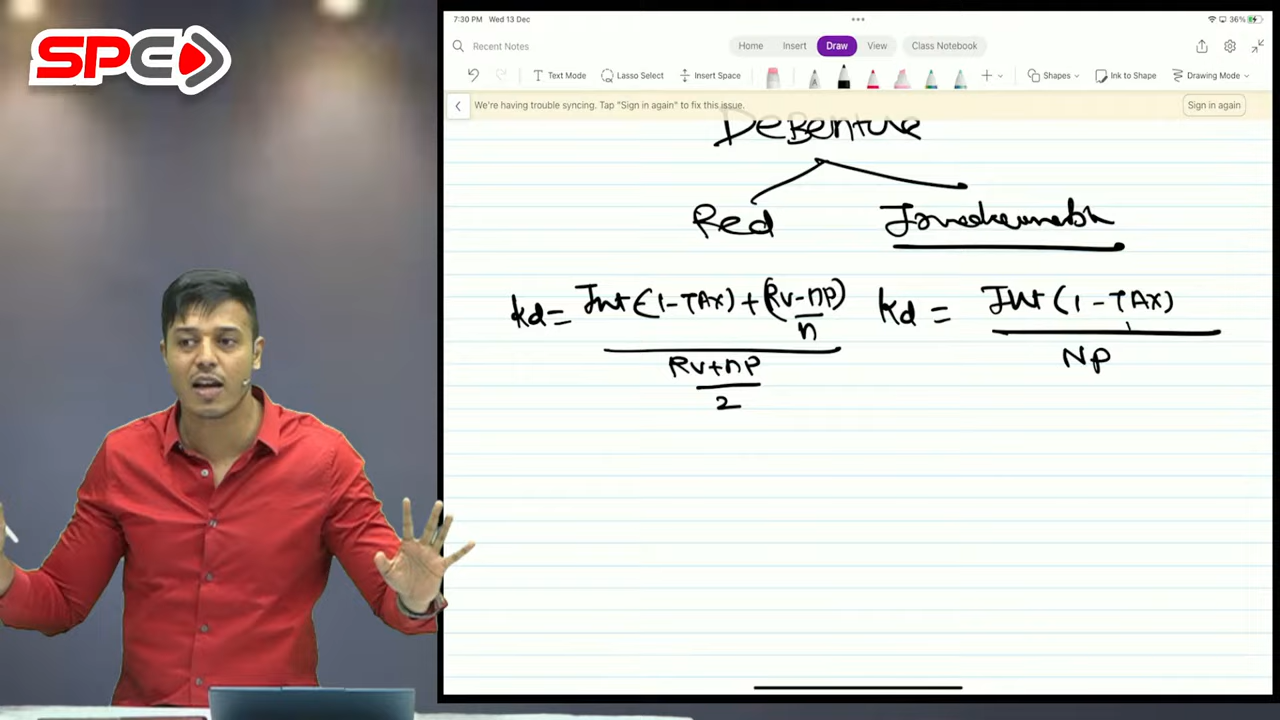 SPC
7:30 PM Wed 13 Dec
36%
Recent Notes
Home Insert Draw View Class Notebook
Text Mode Lasso Select Insert Space Shapes Ink to Shape Drawing Mode
We're having trouble syncing. Tap "Sign in again" to fix this issue. Sign in again
Debenture
Red
Kd = Int (1-TAX) + (RV-np)
n
RV+np
2
Kd = Int (1-TAX)
NP